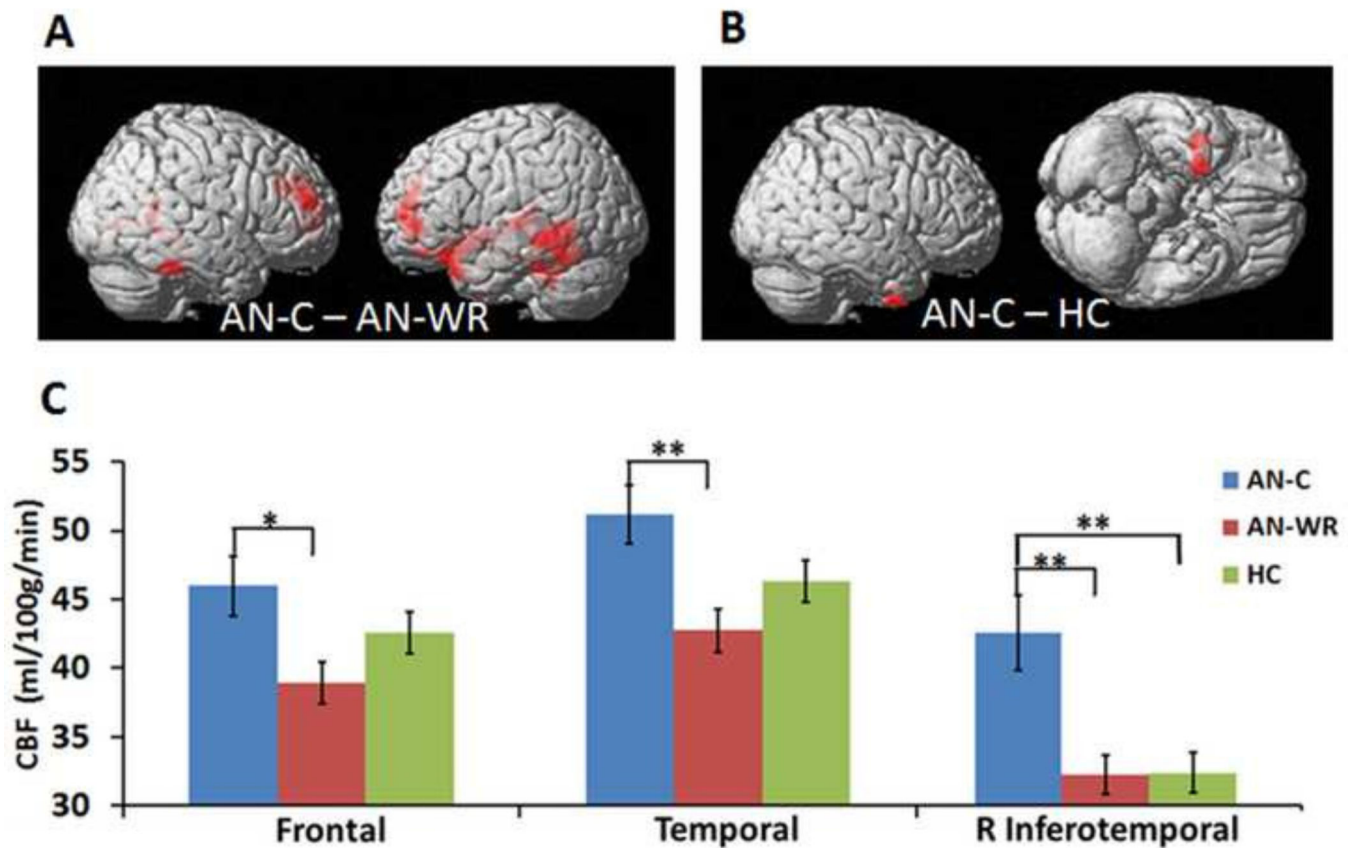 A
B
AN-C – AN-WR
AN-C – HC
C
CBF (ml/100g/min)
55
50
45
40
35
30
*
**
**
**
AN-C
AN-WR
HC
Frontal
Temporal
R Inferotemporal